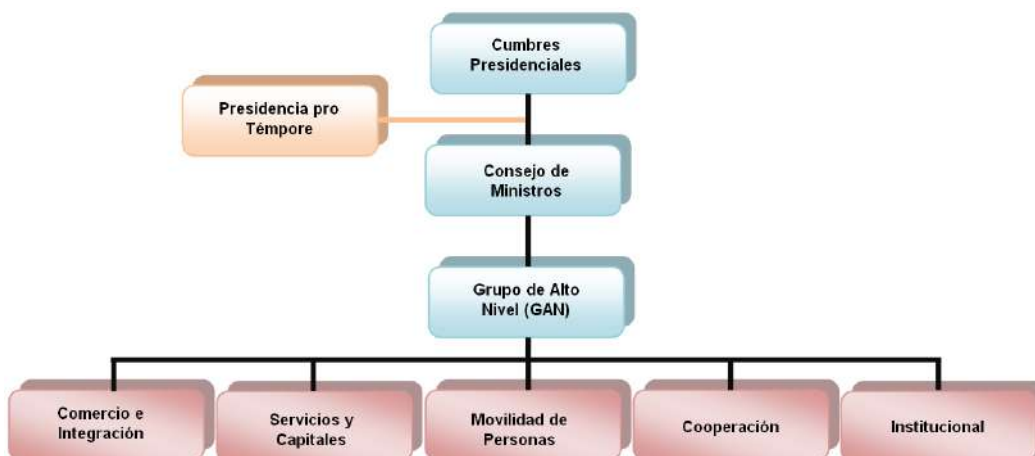 Cumbres
Presidenciales
Presidencia pro
Témpore
Consejo de
Ministros
Grupo de Alto
Nivel (GAN)
Comercio e
Integración
Servicios y
Capitales
Movilidad de
Personas
Cooperación
Institucional